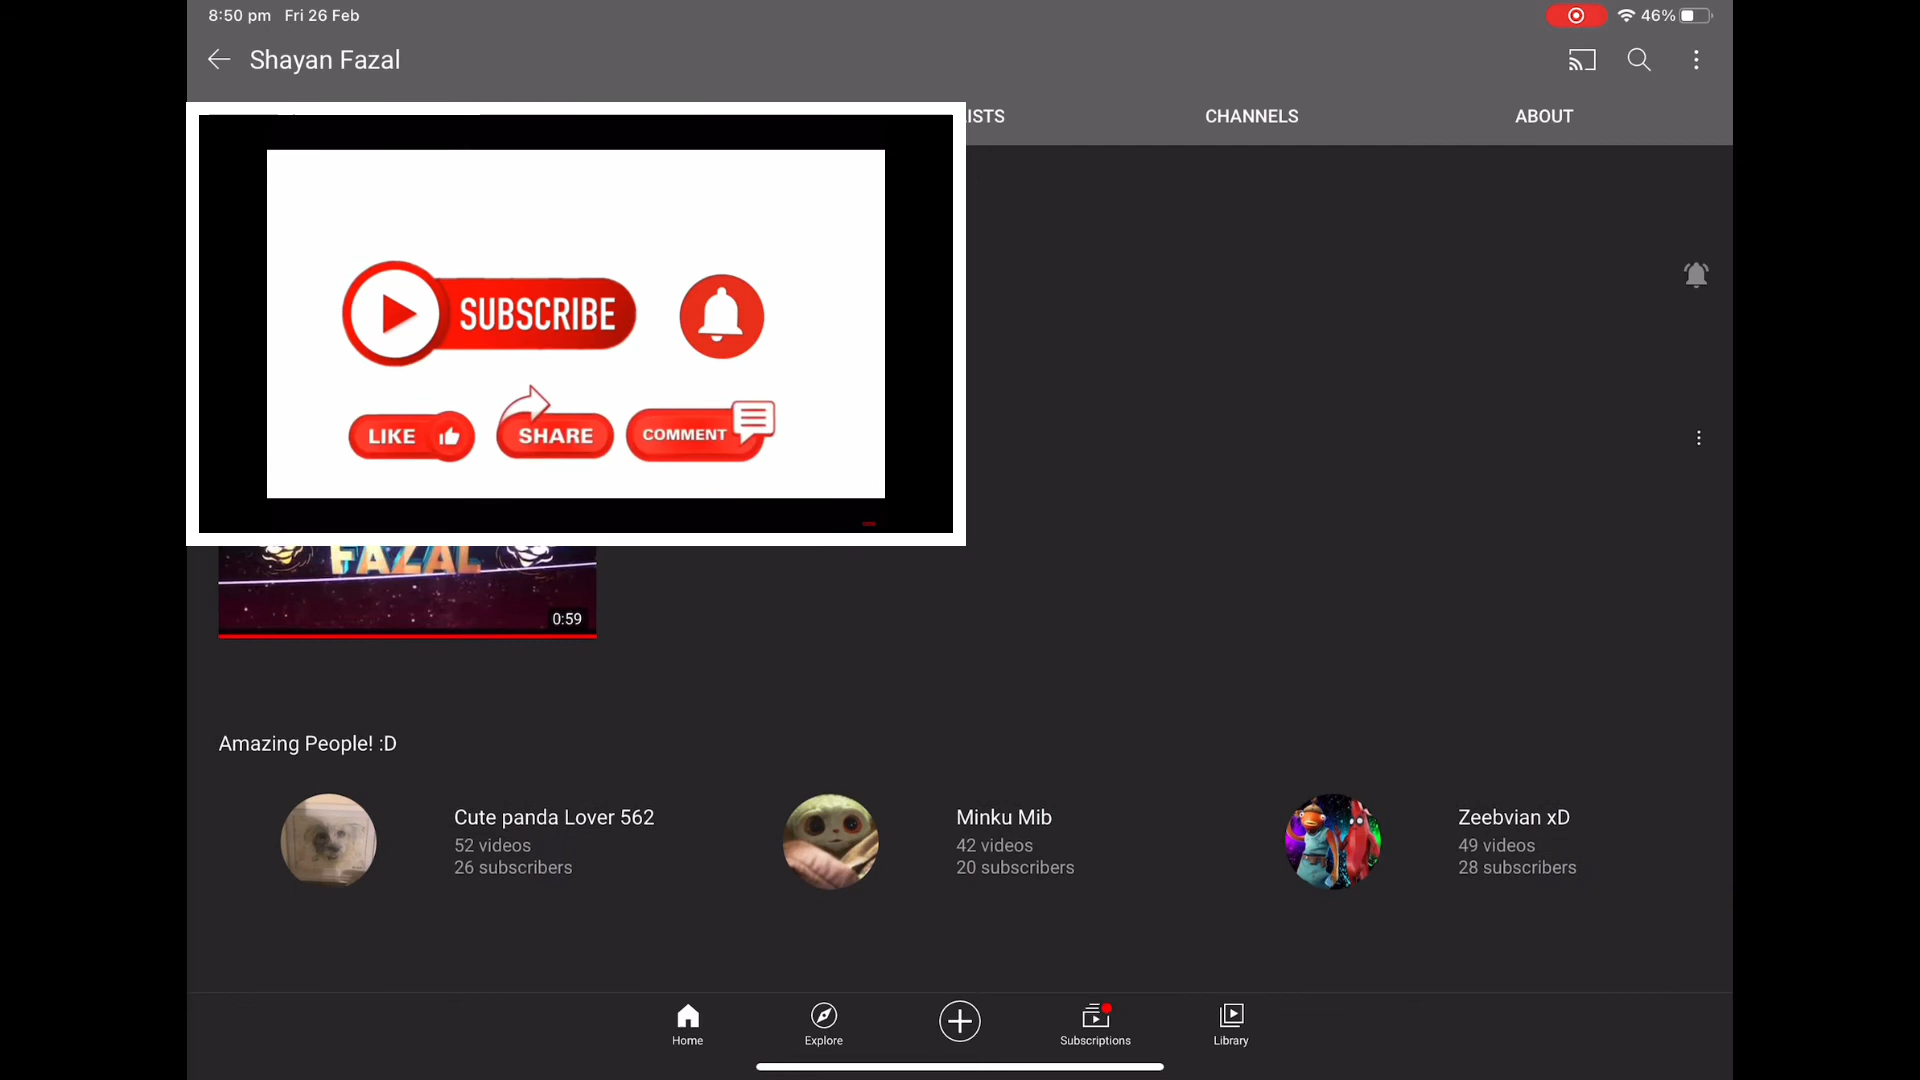 8:50 pm Fri 26 Feb
46%
Shayan Fazal
ISTS
CHANNELS
ABOUT
SUBSCRIBE
LIKE
SHARE
COMMENT
FAZAL
0:59
Amazing People! :D
Cute panda Lover 562
52 videos
26 subscribers
Minku Mib
42 videos
20 subscribers
Zeebvian xD
49 videos
28 subscribers
Home
Explore
Subscriptions
Library